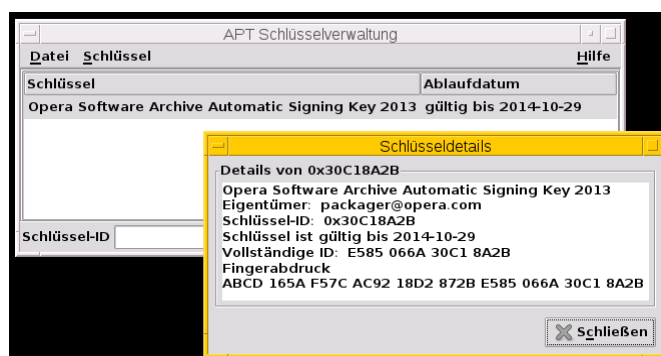 APT Schlüsselverwaltung
Datei Schlüssel Hilfe
Schlüssel Ablaufdatum
Opera Software Archive Automatic Signing Key 2013 gültig bis 2014-10-29
Schlüssel-ID
Schlüsseldetails
Details von 0x30C18A2B
Opera Software Archive Automatic Signing Key 2013
Eigentümer: packager@opera.com
Schlüssel-ID: 0x30C18A2B
Schlüssel ist gültig bis 2014-10-29
Vollständige ID: E585 066A 30C1 8A2B
Fingerabdruck
ABCD 165A F57C AC92 18D2 872B E585 066A 30C1 8A2B
Schließen